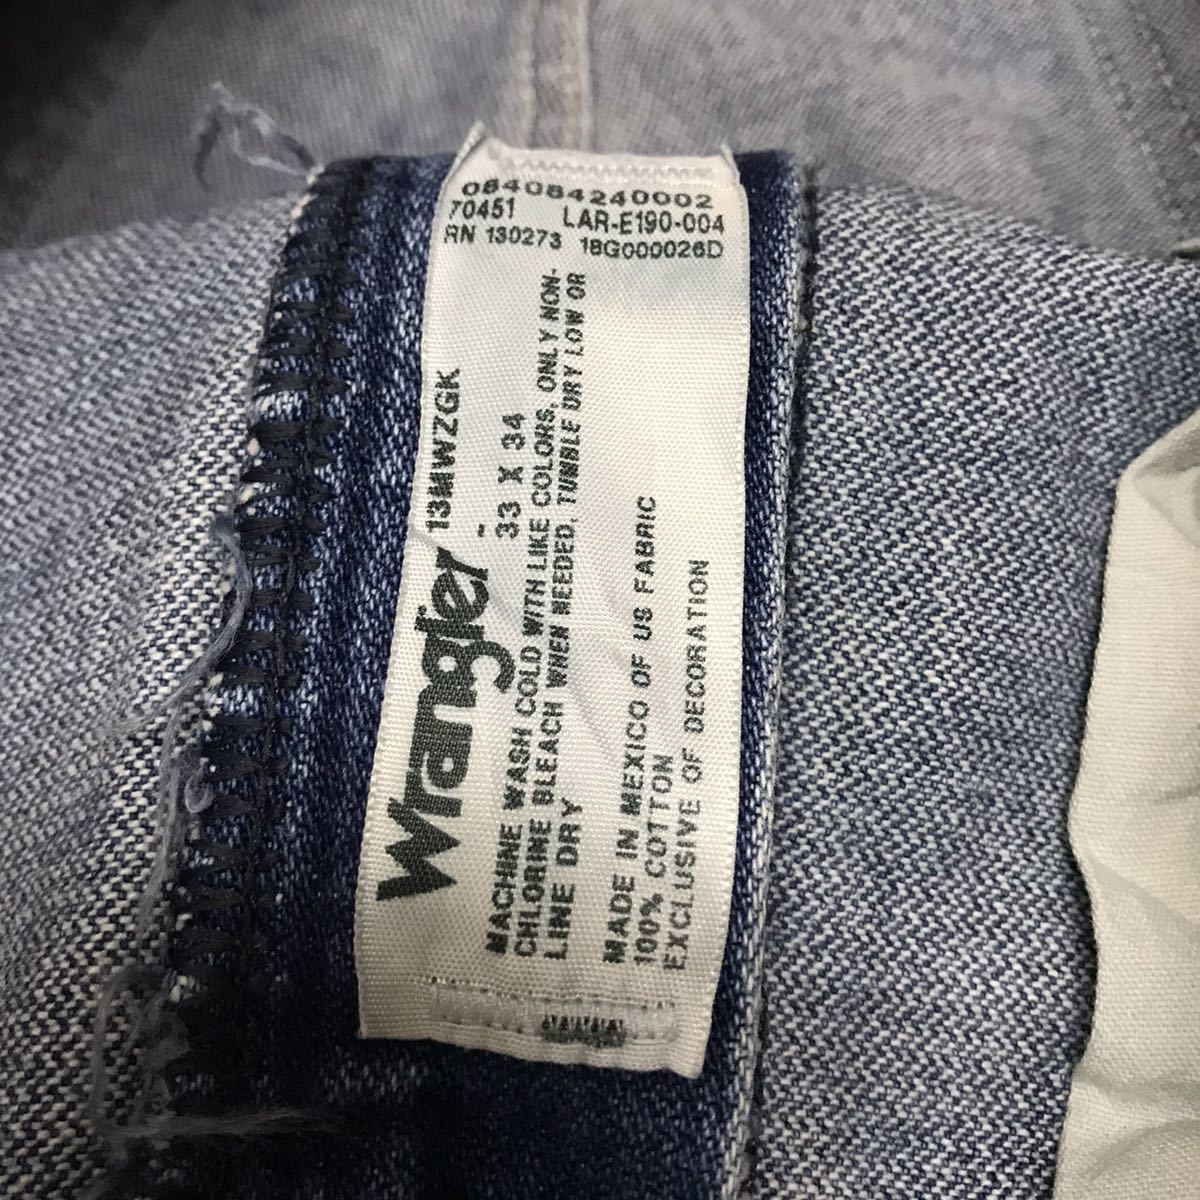 084084240002
70451 LAR-E190-004
RN 130273 18G000026D
Wrangler 13MWZGK
-
33 X 34
MACHINE WASH COLD WITH LIKE COLORS, ONLY NON-
CHLORINE BLEACH WHEN NEEDED, TUMBLE DRY LOW OR
LINE DRY
MADE IN MEXICO OF US FABRIC
100% COTTON
EXCLUSIVE OF DECORATION